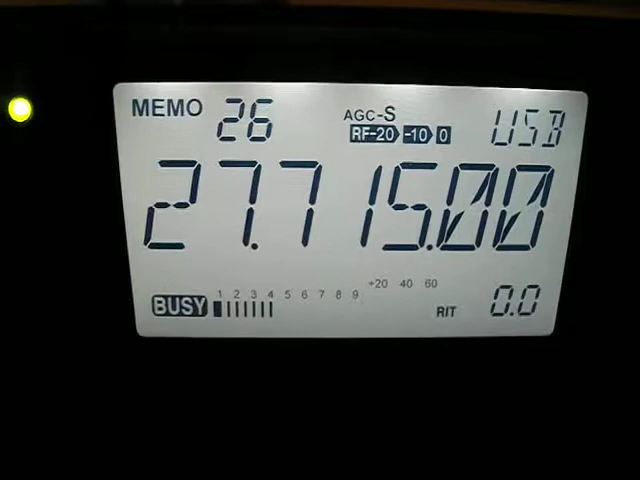 MEMO 26 AGC-S USB
RF-20 -10 0
27.715.00
+20 40 60
1 2 3 4 5 6 7 8 9
BUSY RIT 0.0